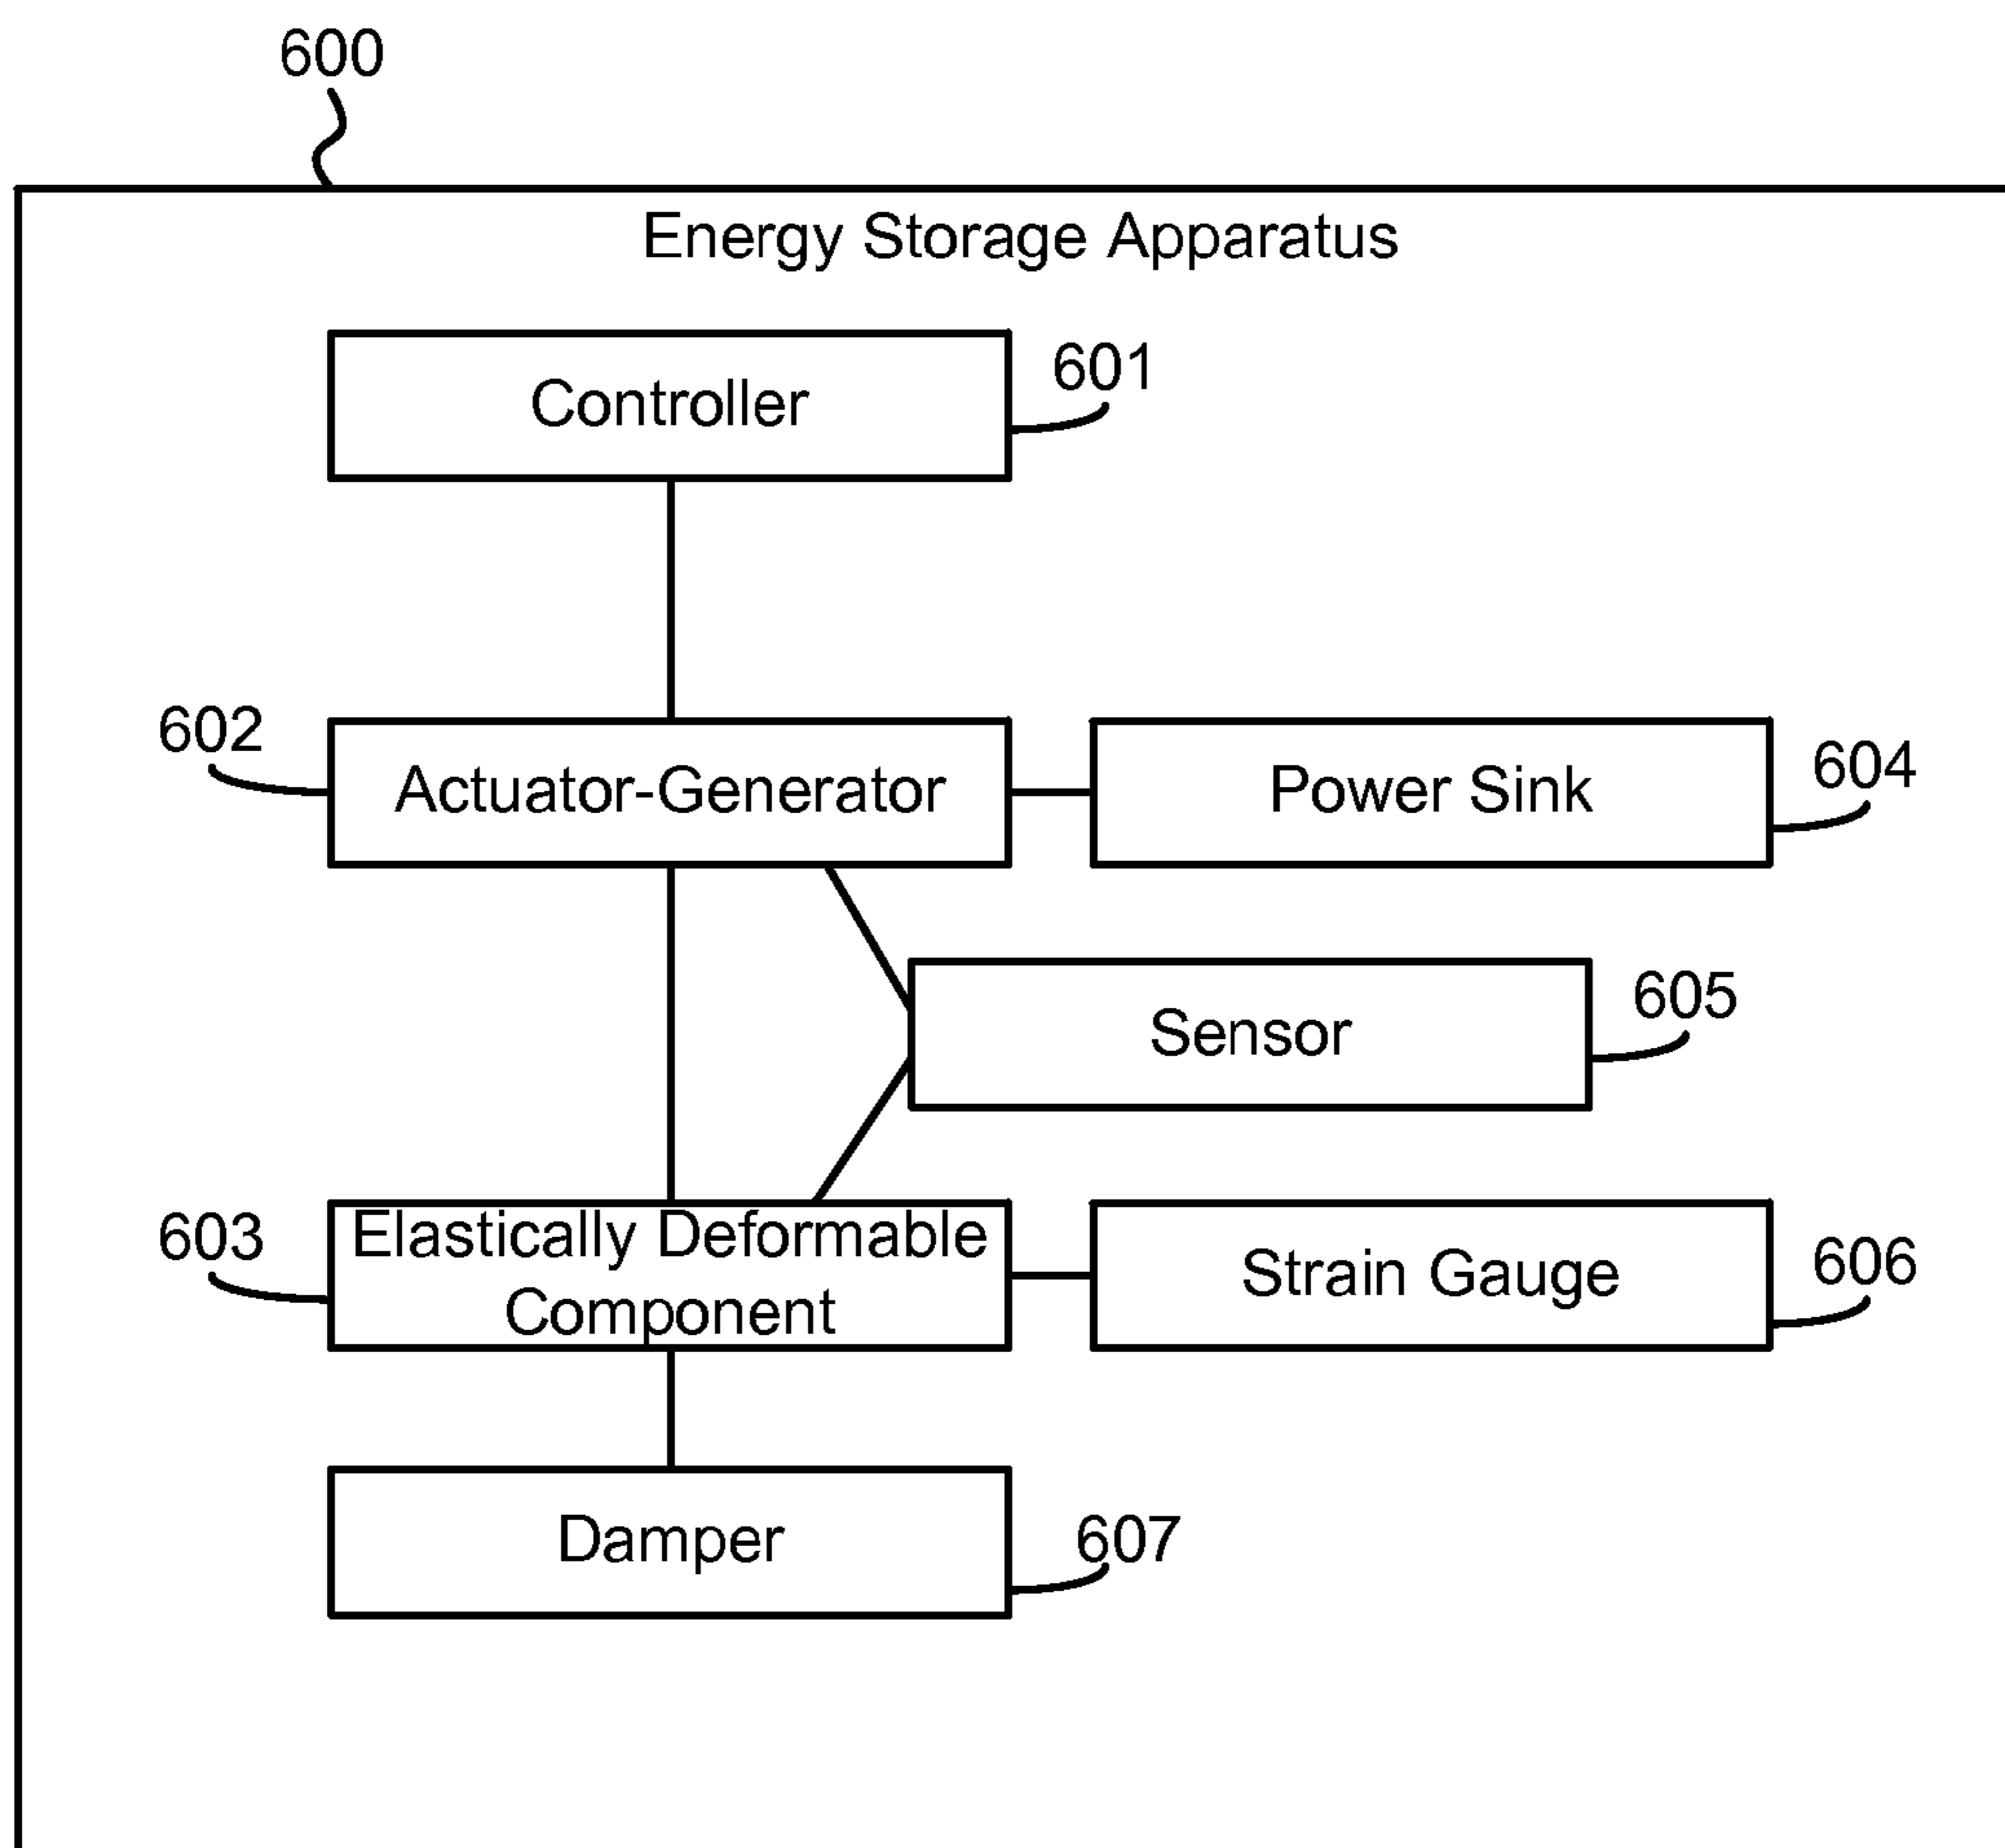 600
Energy Storage Apparatus
Controller
601
602
Actuator-Generator
Power Sink
604
Sensor
605
603
Elastically Deformable
Component
Strain Gauge
606
Damper
607